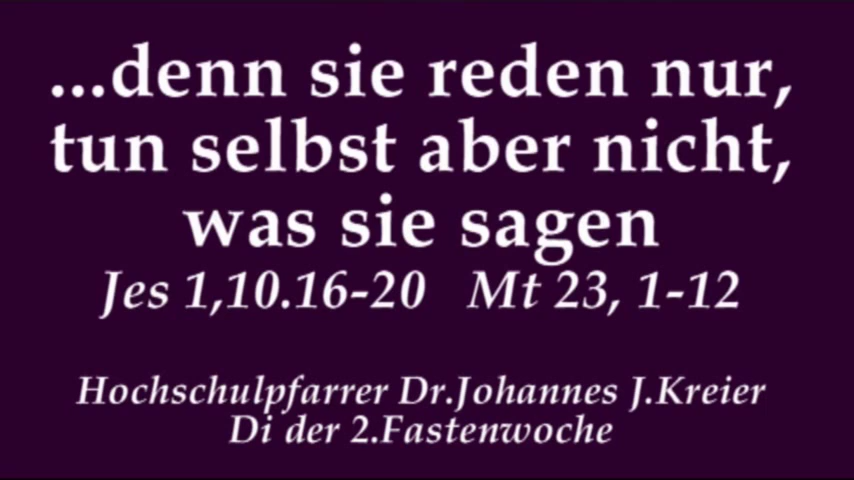 ...denn sie reden nur,
tun selbst aber nicht,
was sie sagen
Jes 1,10.16-20 Mt 23, 1-12
Hochschulpfarrer Dr.Johannes J.Kreier
Di der 2.Fastenwoche